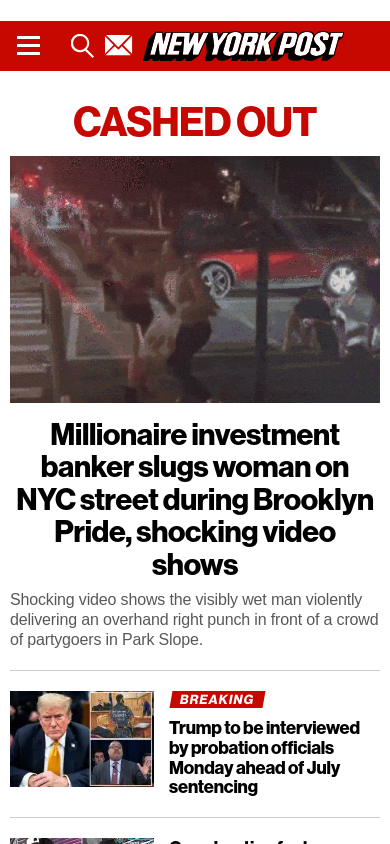 NEW YORK POST
CASHED OUT
Millionaire investment
banker slugs woman on
NYC street during Brooklyn
Pride, shocking video
shows
Shocking video shows the visibly wet man violently
delivering an overhand right punch in front of a crowd
of partygoers in Park Slope.
BREAKING
Trump to be interviewed
by probation officials
Monday ahead of July
sentencing